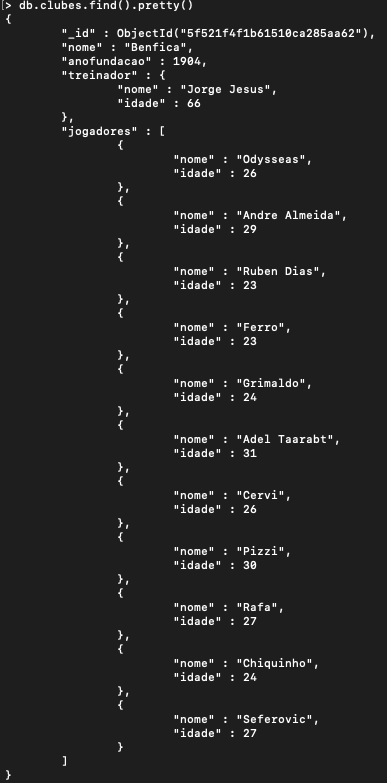 [> db.clubes.find().pretty()
{
"_id" : ObjectId("5f521f4f1b61510ca285aa62"),
"nome" : "Benfica",
"anofundacao" : 1904,
"treinador" : {
"nome" : "Jorge Jesus",
"idade" : 66
},
"jogadores" : [
{
"nome" : "Odysseas",
"idade" : 26
},
{
"nome" : "Andre Almeida",
"idade" : 29
},
{
"nome" : "Ruben Dias",
"idade" : 23
},
{
"nome" : "Ferro",
"idade" : 23
},
{
"nome" : "Grimaldo",
"idade" : 24
},
{
"nome" : "Adel Taarabt",
"idade" : 31
},
{
"nome" : "Cervi",
"idade" : 26
},
{
"nome" : "Pizzi",
"idade" : 30
},
{
"nome" : "Rafa",
"idade" : 27
},
{
"nome" : "Chiquinho",
"idade" : 24
},
{
"nome" : "Seferovic",
"idade" : 27
}
]
}